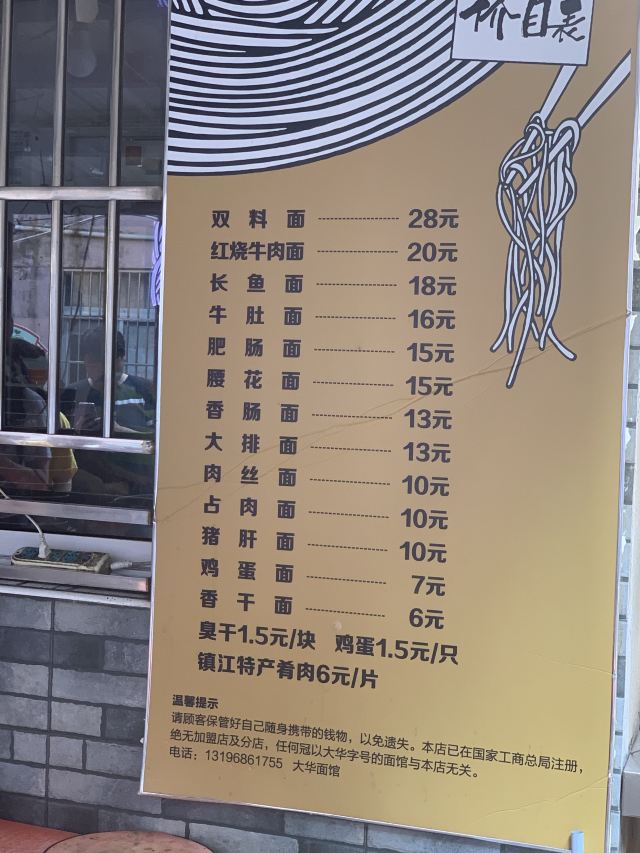 价目表
双料面 28元
红烧牛肉面 20元
长鱼面 18元
牛肚面 16元
肥肠面 15元
腰花面 15元
香肠面 13元
大排面 13元
肉丝面 10元
占肉面 10元
猪肝面 10元
鸡蛋面 7元
香干面 6元
臭干1.5元/块 鸡蛋1.5元/只
镇江特产肴肉6元/片
温馨提示
请顾客保管好自己随身携带的钱物，以免遗失。本店已在国家工商总局注册，
绝无加盟店及分店，任何冠以大华字号的面馆与本店无关。
电话：13196861755 大华面馆